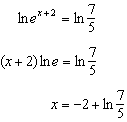 ln e^{x+2} = ln 7/5
(x + 2) ln e = ln 7/5
x = -2 + ln 7/5